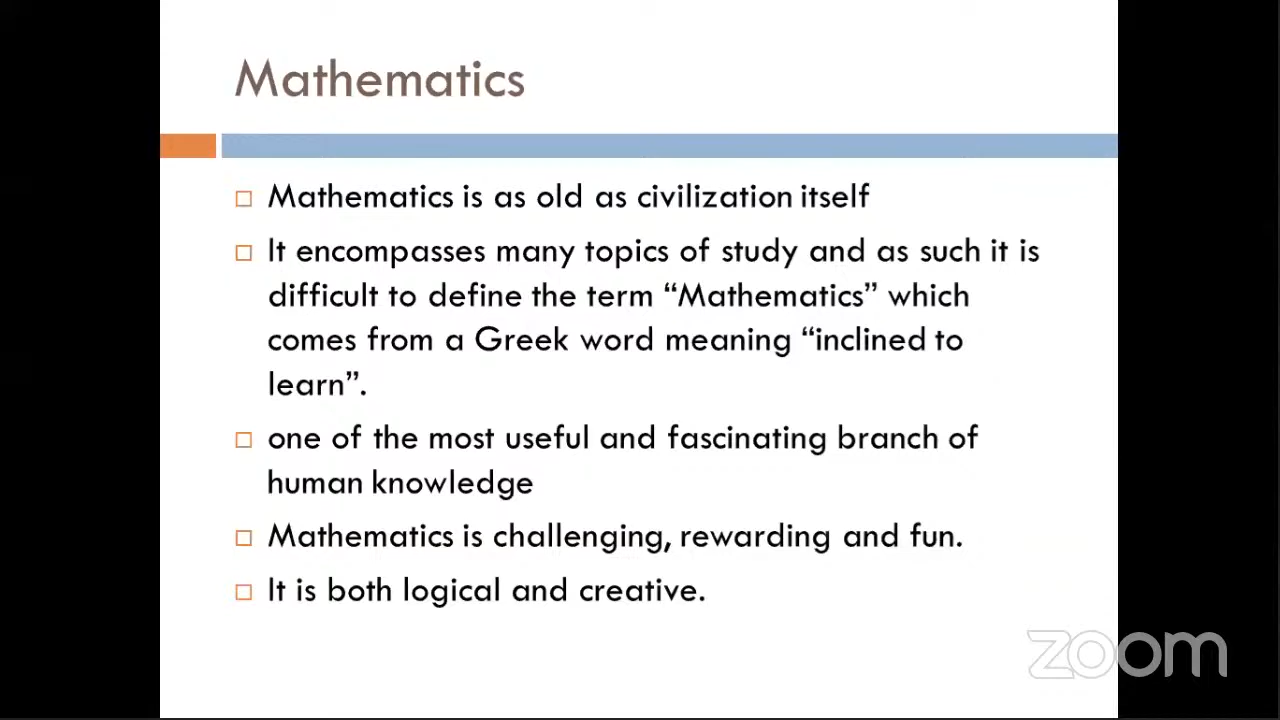 Mathematics
Mathematics is as old as civilization itself
It encompasses many topics of study and as such it is
difficult to define the term “Mathematics” which
comes from a Greek word meaning “inclined to
learn”.
one of the most useful and fascinating branch of
human knowledge
Mathematics is challenging, rewarding and fun.
It is both logical and creative.
zoom